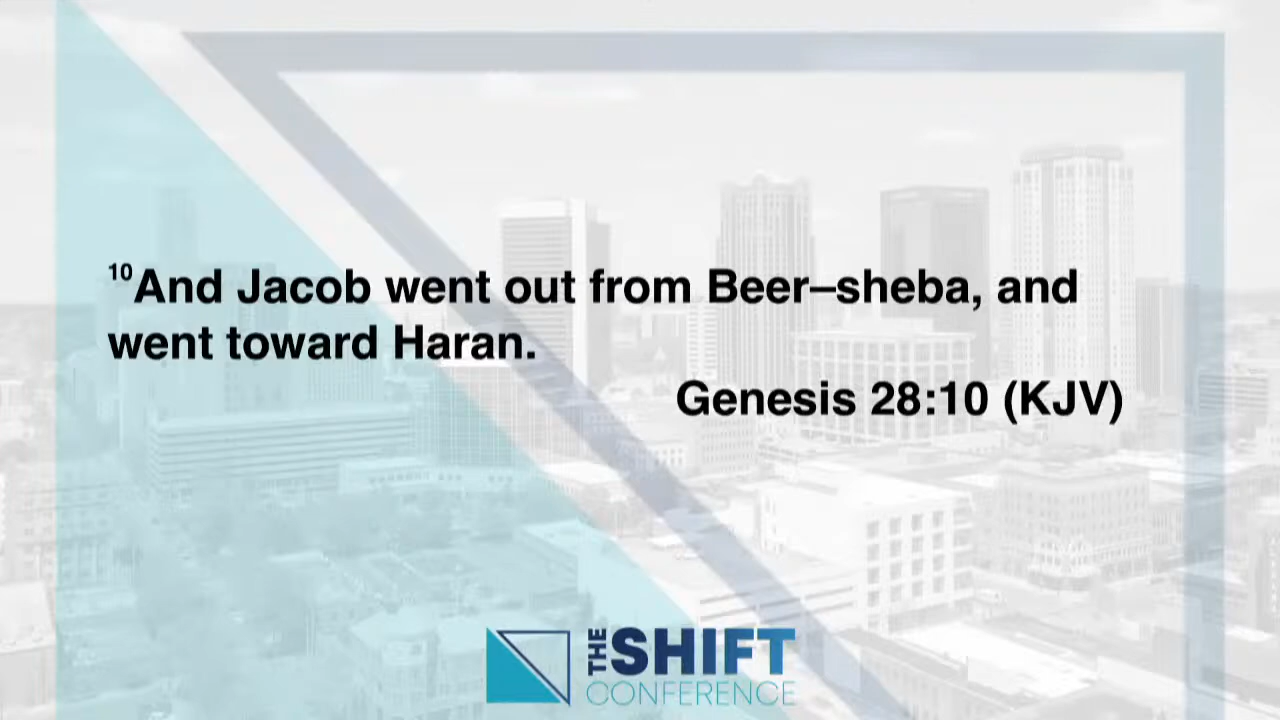 10And Jacob went out from Beer–sheba, and
went toward Haran.
Genesis 28:10 (KJV)
THE SHIFT
CONFERENCE